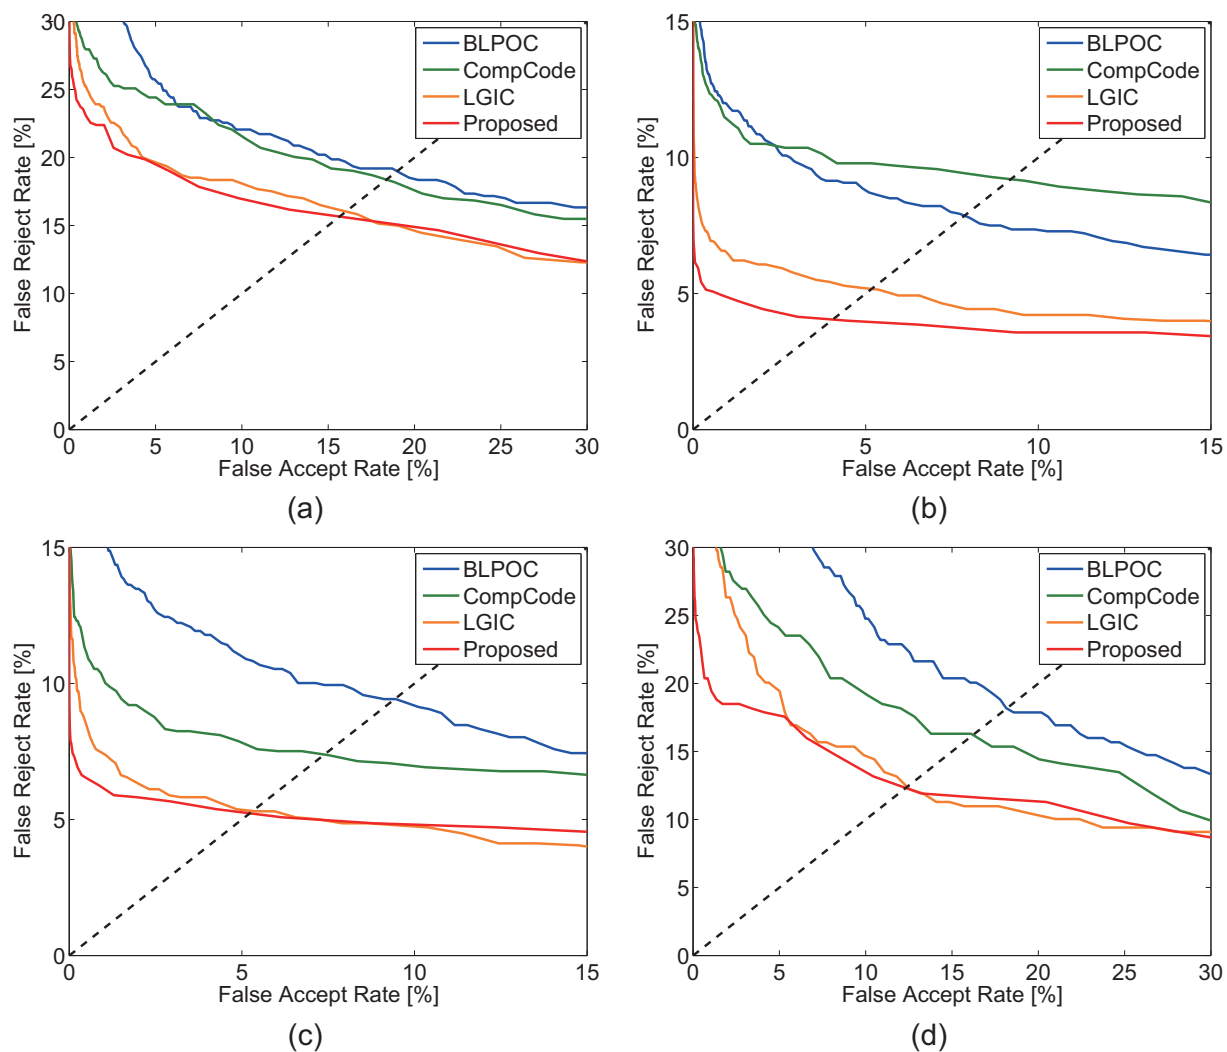 30
25
20
15
10
5
0
False Reject Rate [%]
BLPOC
CompCode
LGIC
Proposed
0 5 10 15 20 25 30
False Accept Rate [%]
(a)
15
10
5
0
False Reject Rate [%]
BLPOC
CompCode
LGIC
Proposed
0 5 10 15
False Accept Rate [%]
(b)
15
10
5
0
False Reject Rate [%]
BLPOC
CompCode
LGIC
Proposed
0 5 10 15
False Accept Rate [%]
(c)
30
25
20
15
10
5
0
False Reject Rate [%]
BLPOC
CompCode
LGIC
Proposed
0 5 10 15 20 25 30
False Accept Rate [%]
(d)